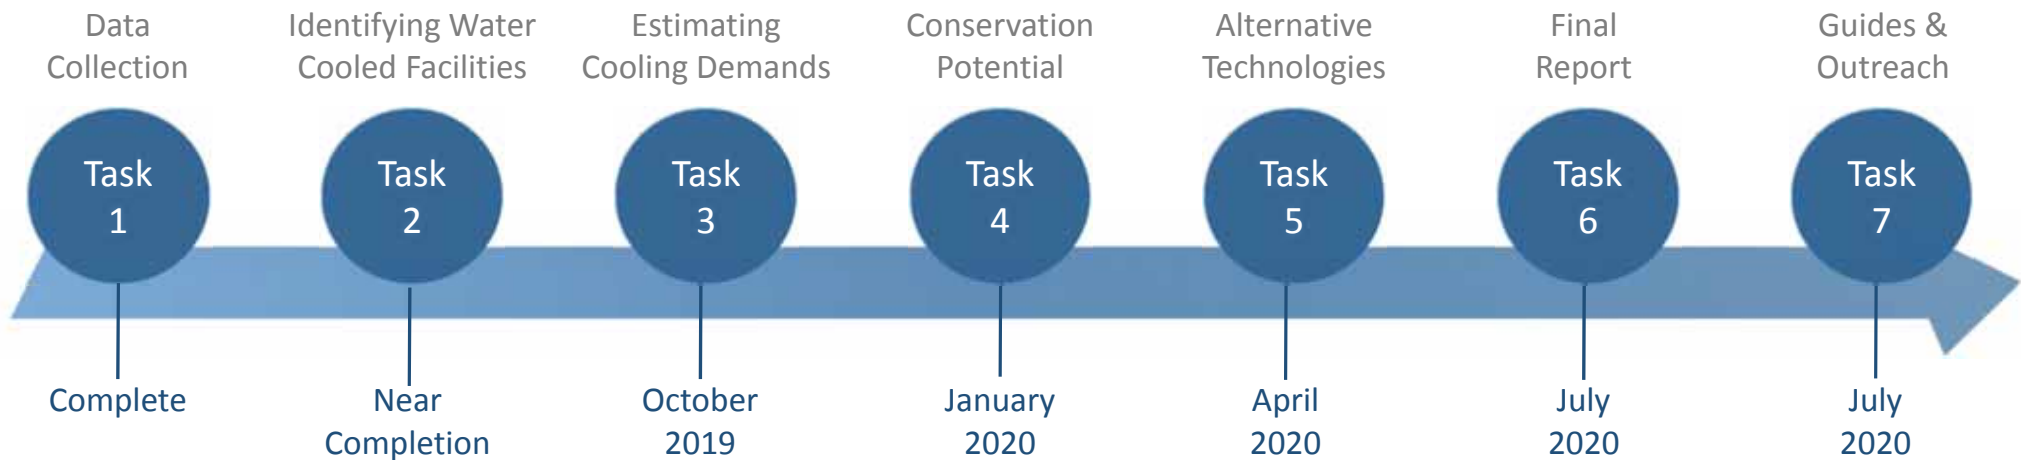 Data
Collection
Identifying Water
Cooled Facilities
Estimating
Cooling Demands
Conservation
Potential
Alternative
Technologies
Final
Report
Guides &
Outreach
Task
1
Task
2
Task
3
Task
4
Task
5
Task
6
Task
7
Complete
Near
Completion
October
2019
January
2020
April
2020
July
2020
July
2020